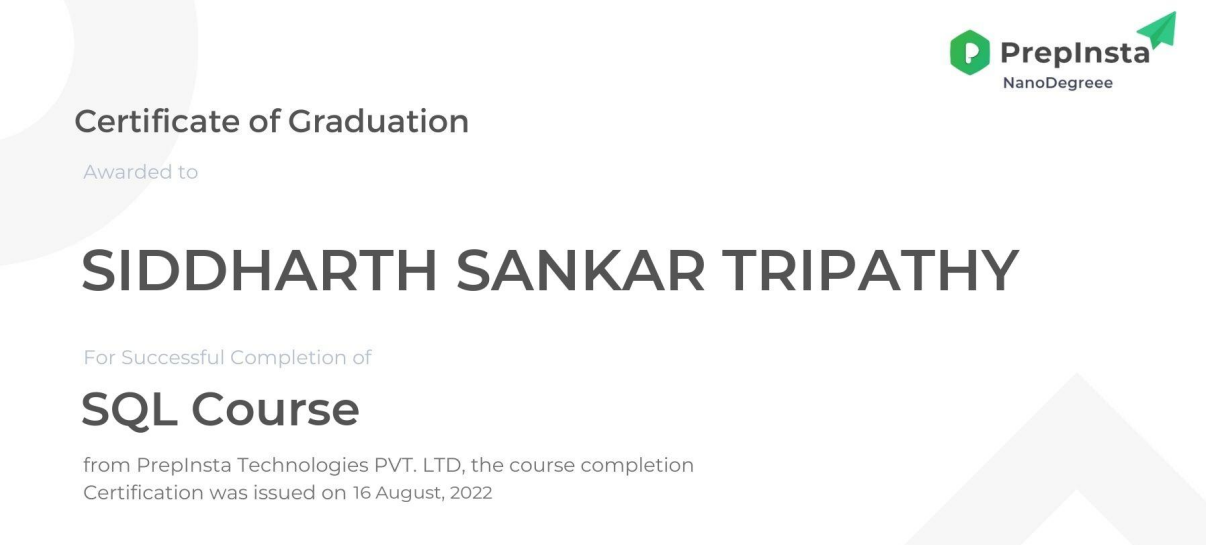 PrepInsta
NanoDegreee
Certificate of Graduation
Awarded to
SIDDHARTH SANKAR TRIPATHY
For Successful Completion of
SQL Course
from PrepInsta Technologies PVT. LTD, the course completion
Certification was issued on 16 August, 2022